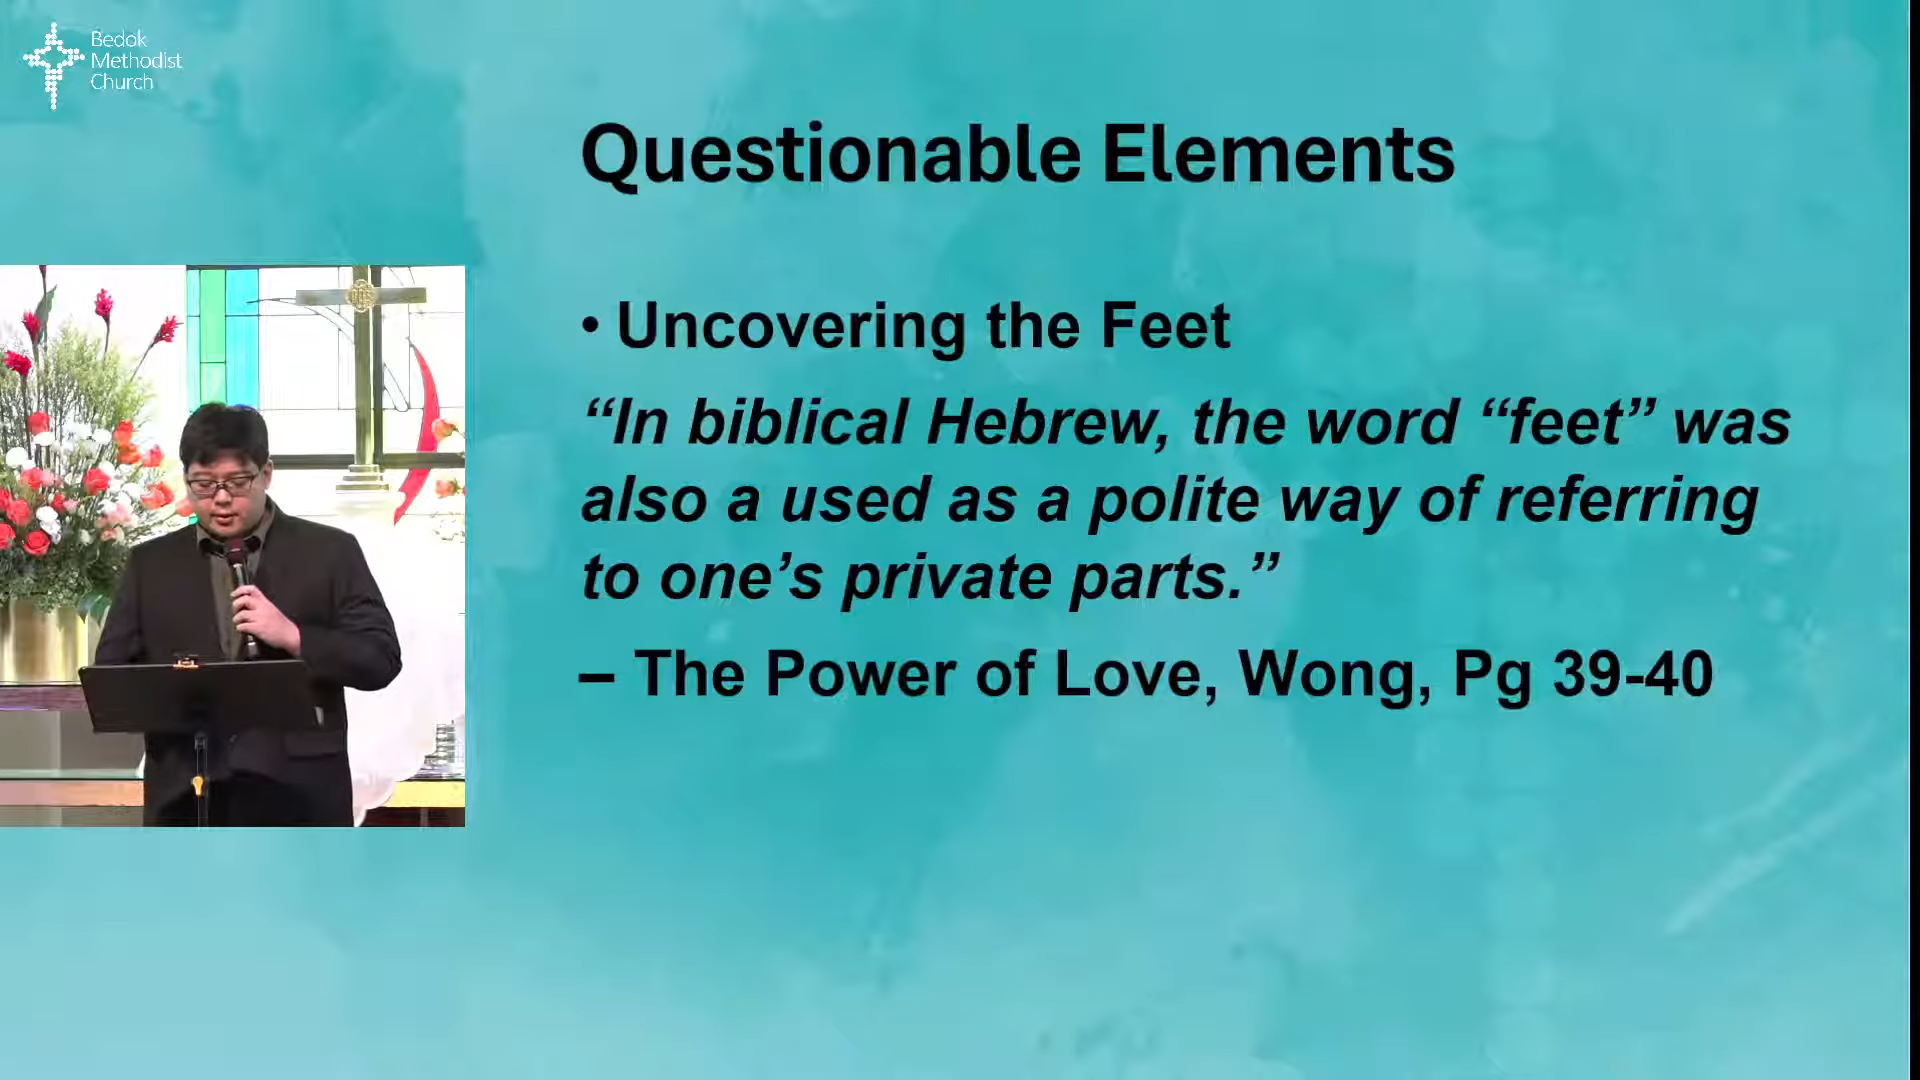 Bedok
Methodist
Church
Questionable Elements
• Uncovering the Feet
“In biblical Hebrew, the word “feet” was
also a used as a polite way of referring
to one’s private parts.”
– The Power of Love, Wong, Pg 39-40